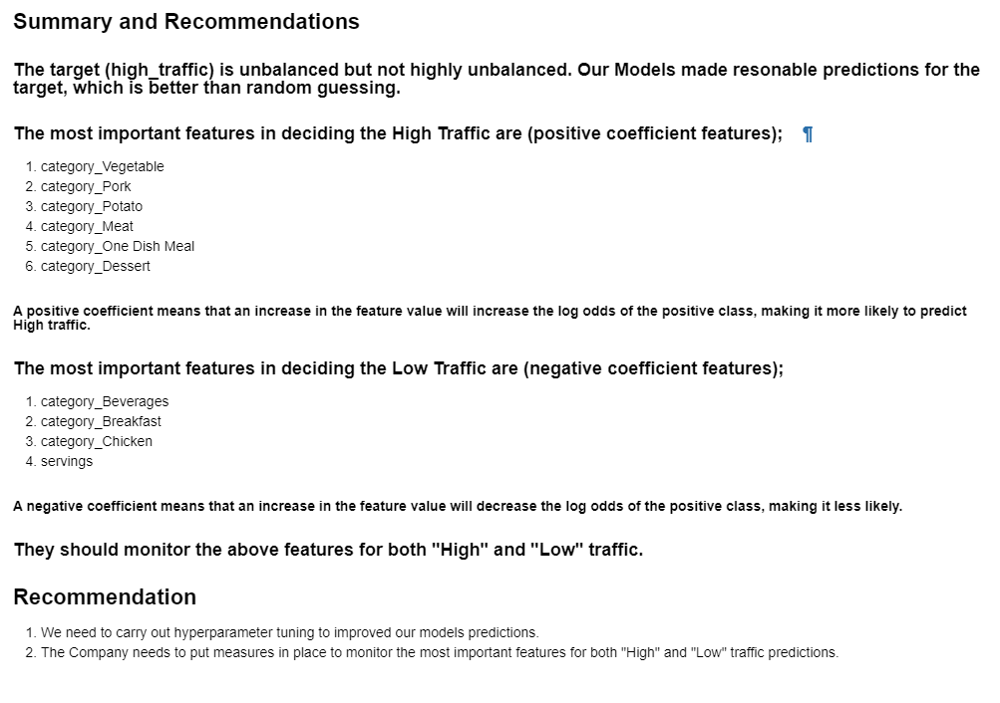 Summary and Recommendations
The target (high_traffic) is unbalanced but not highly unbalanced. Our Models made resonable predictions for the
target, which is better than random guessing.
The most important features in deciding the High Traffic are (positive coefficient features); ¶
1. category_Vegetable
2. category_Pork
3. category_Potato
4. category_Meat
5. category_One Dish Meal
6. category_Dessert
A positive coefficient means that an increase in the feature value will increase the log odds of the positive class, making it more likely to predict
High traffic.
The most important features in deciding the Low Traffic are (negative coefficient features);
1. category_Beverages
2. category_Breakfast
3. category_Chicken
4. servings
A negative coefficient means that an increase in the feature value will decrease the log odds of the positive class, making it less likely.
They should monitor the above features for both "High" and "Low" traffic.
Recommendation
1. We need to carry out hyperparameter tuning to improved our models predictions.
2. The Company needs to put measures in place to monitor the most important features for both "High" and "Low" traffic predictions.